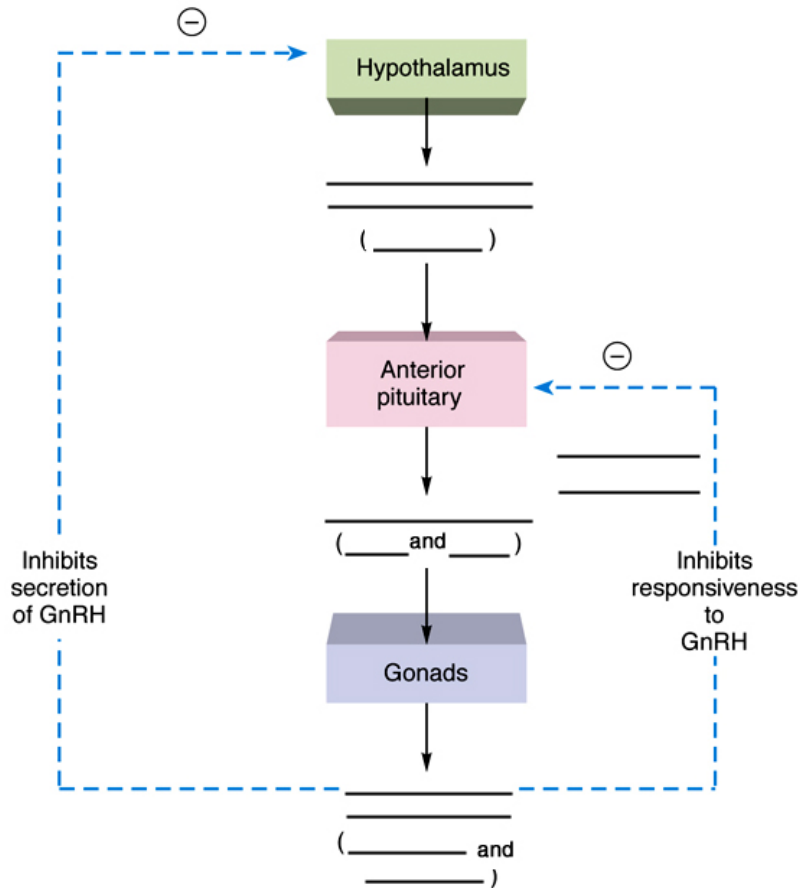 ⊖
Hypothalamus
( )
Anterior
pituitary
⊖
( and )
Inhibits
secretion
of GnRH
Inhibits
responsiveness
to
GnRH
Gonads
( and
)